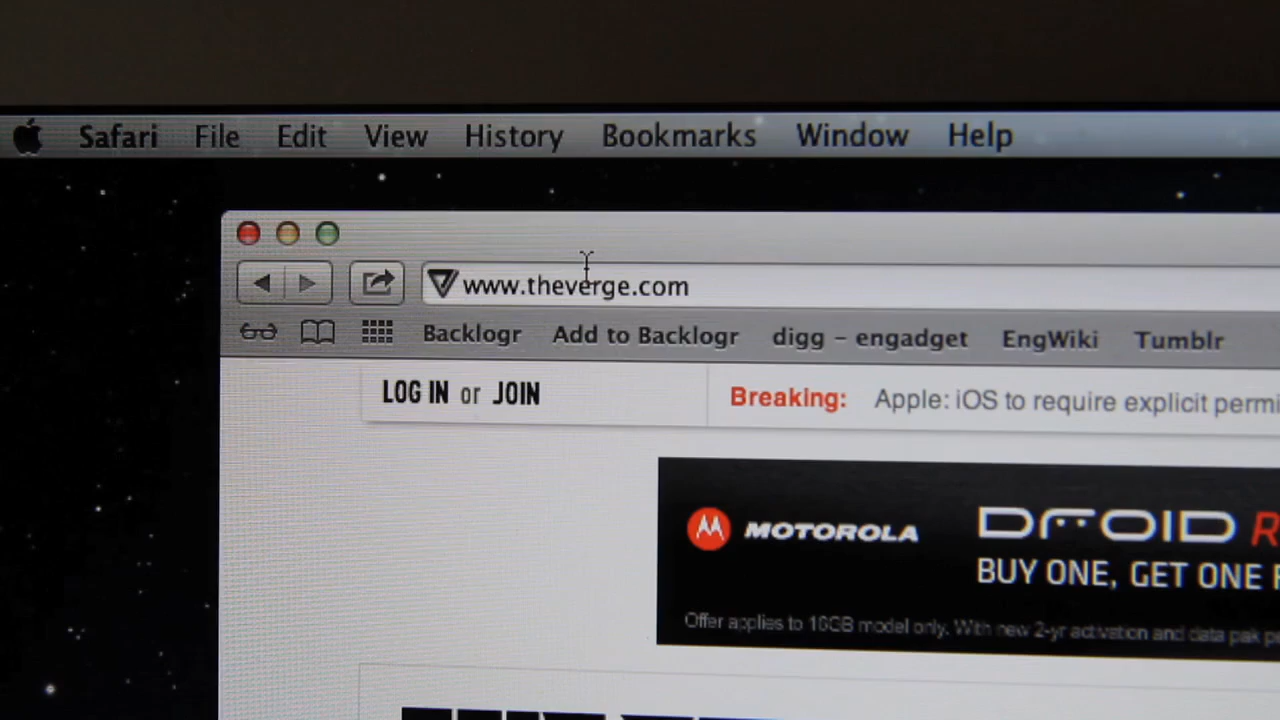 Safari File Edit View History Bookmarks Window Help
www.theverge.com
Backlogr Add to Backlogr digg – engadget EngWiki Tumblr
LOG IN or JOIN Breaking: Apple: iOS to require explicit permi
MOTOROLA DROID R
BUY ONE, GET ONE F
Offer applies to 16GB model only. With new 2-yr activation and data pak p